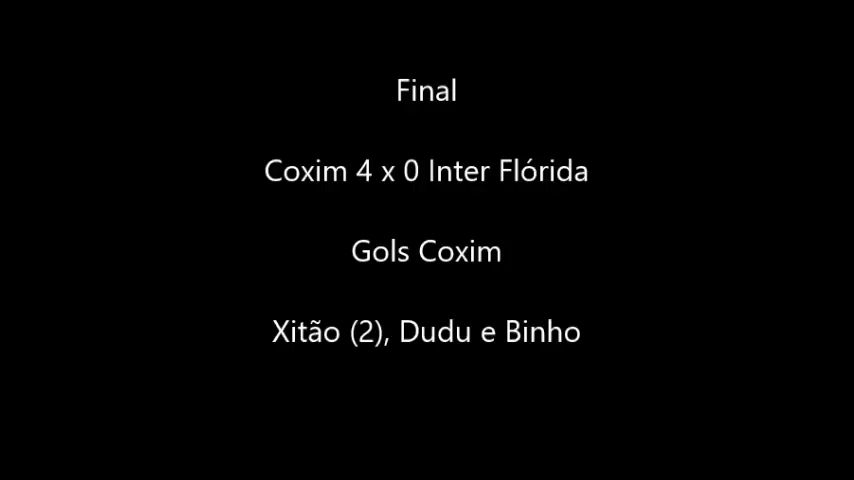 Final
Coxim 4 x 0 Inter Flórida
Gols Coxim
Xitão (2), Dudu e Binho